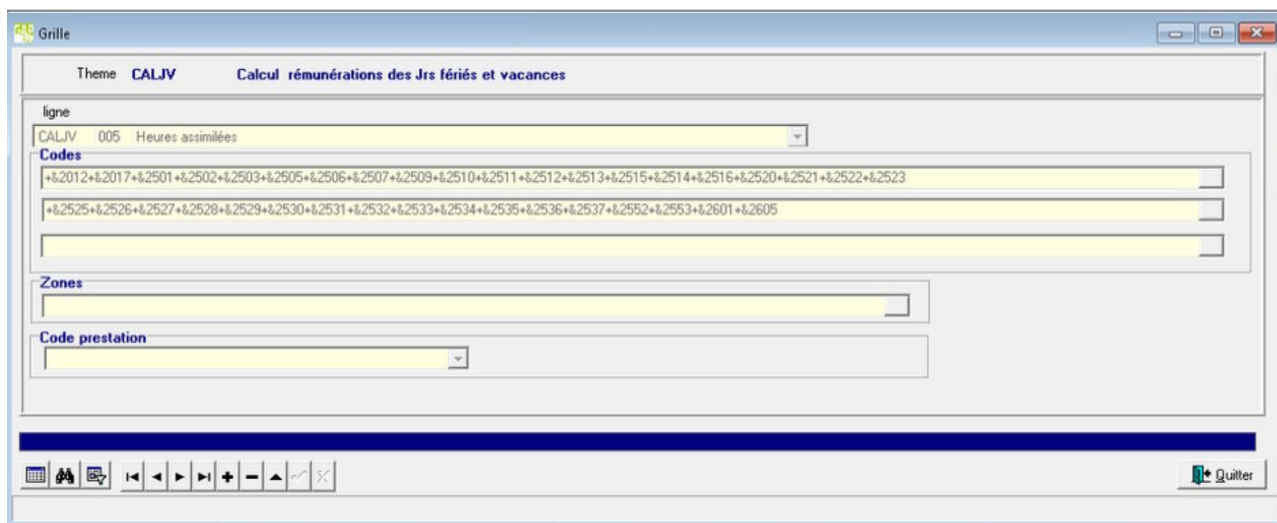 Grille
Theme CALJV Calcul rémunérations des Jrs fériés et vacances
ligne
CALJV 005 Heures assimilées
Codes
+&2012+&2017+&2501+&2502+&2503+&2505+&2506+&2507+&2509+&2510+&2511+&2512+&2513+&2515+&2514+&2516+&2520+&2521+&2522+&2523
+&2525+&2526+&2527+&2528+&2529+&2530+&2531+&2532+&2533+&2534+&2535+&2536+&2537+&2552+&2553+&2601+&2605
Zones
Code prestation
Quitter